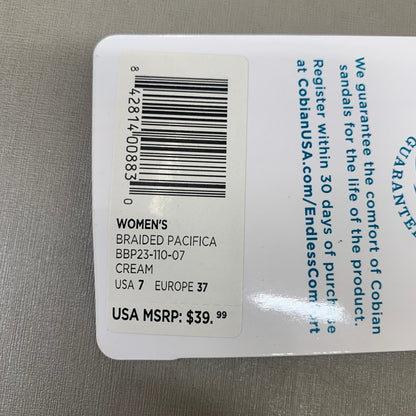 8 42814 00883 0
WOMEN'S
BRAIDED PACIFICA
BBP23-110-07
CREAM
USA 7 EUROPE 37
USA MSRP: $39.99
We guarantee the comfort of Cobian
sandals for the life of the product.
Register within 30 days of purchase
at CobianUSA.com/EndlessComfort
GUARANTEE